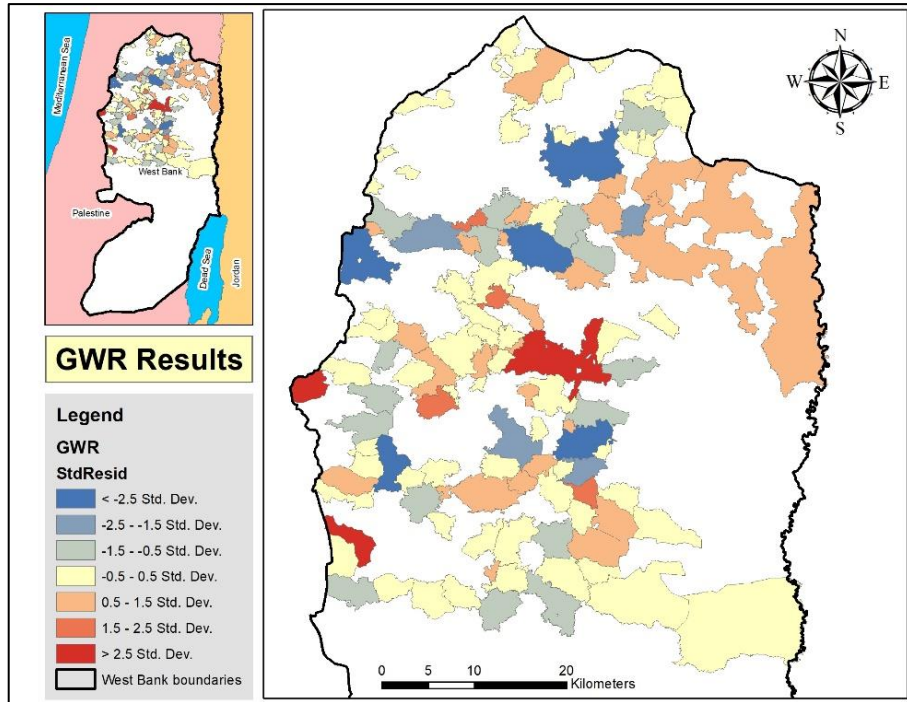 Mediterranean Sea
West Bank
Palestine
Dead Sea
Jordan
GWR Results
Legend
GWR
StdResid
< -2.5 Std. Dev.
-2.5 - -1.5 Std. Dev.
-1.5 - -0.5 Std. Dev.
-0.5 - 0.5 Std. Dev.
0.5 - 1.5 Std. Dev.
1.5 - 2.5 Std. Dev.
> 2.5 Std. Dev.
West Bank boundaries
N
W E
S
0 5 10 20
Kilometers